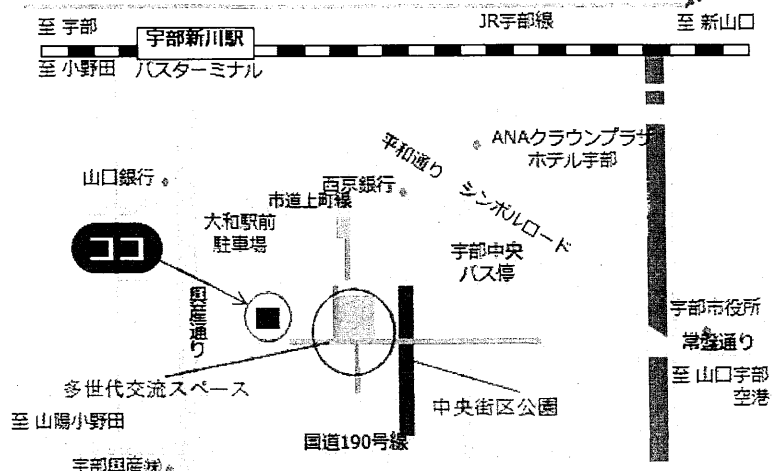 至 宇部
JR宇部線
至 新山口
宇部新川駅
至 小野田
バスターミナル
ANAクラウンプラザ
ホテル宇部
平和通り
山口銀行
西京銀行
市道上町線
シンボルロード
大和駅前
駐車場
ココ
宇部中央
バス停
興産通り
宇部市役所
常盤通り
多世代交流スペース
至 山口宇部
空港
中央街区公園
至 山陽小野田
国道190号線
宇部興産㈱